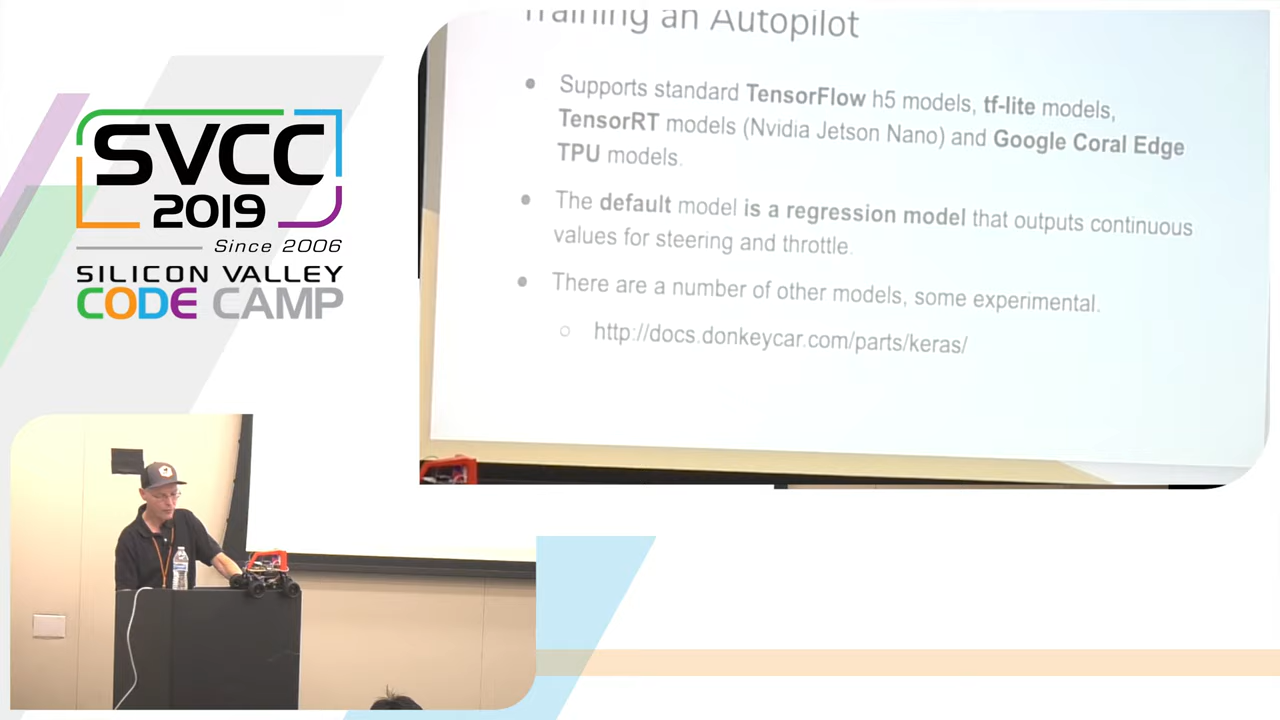 SVCC
2019
Since 2006
SILICON VALLEY
CODE CAMP
Training an Autopilot
Supports standard TensorFlow h5 models, tf-lite models,
TensorRT models (Nvidia Jetson Nano) and Google Coral Edge
TPU models.
The default model is a regression model that outputs continuous
values for steering and throttle.
There are a number of other models, some experimental.
http://docs.donkeycar.com/parts/keras/